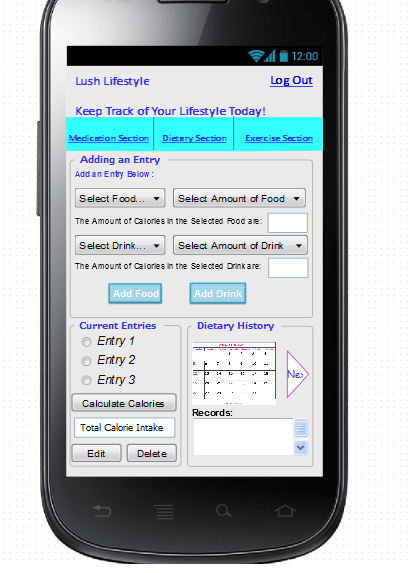 12:00
Lush Lifestyle
Log Out
Keep Track of Your Lifestyle Today!
Medication Section
Dietary Section
Exercise Section
Adding an Entry
Add an Entry Below:
Select Food...
Select Amount of Food
The Amount of Calories in the Selected Food are:
Select Drink...
Select Amount of Drink
The Amount of Calories in the Selected Drink are:
Add Food
Add Drink
Current Entries
Entry 1
Entry 2
Entry 3
Calculate Calories
Total Calorie Intake
Edit
Delete
Dietary History
Records: